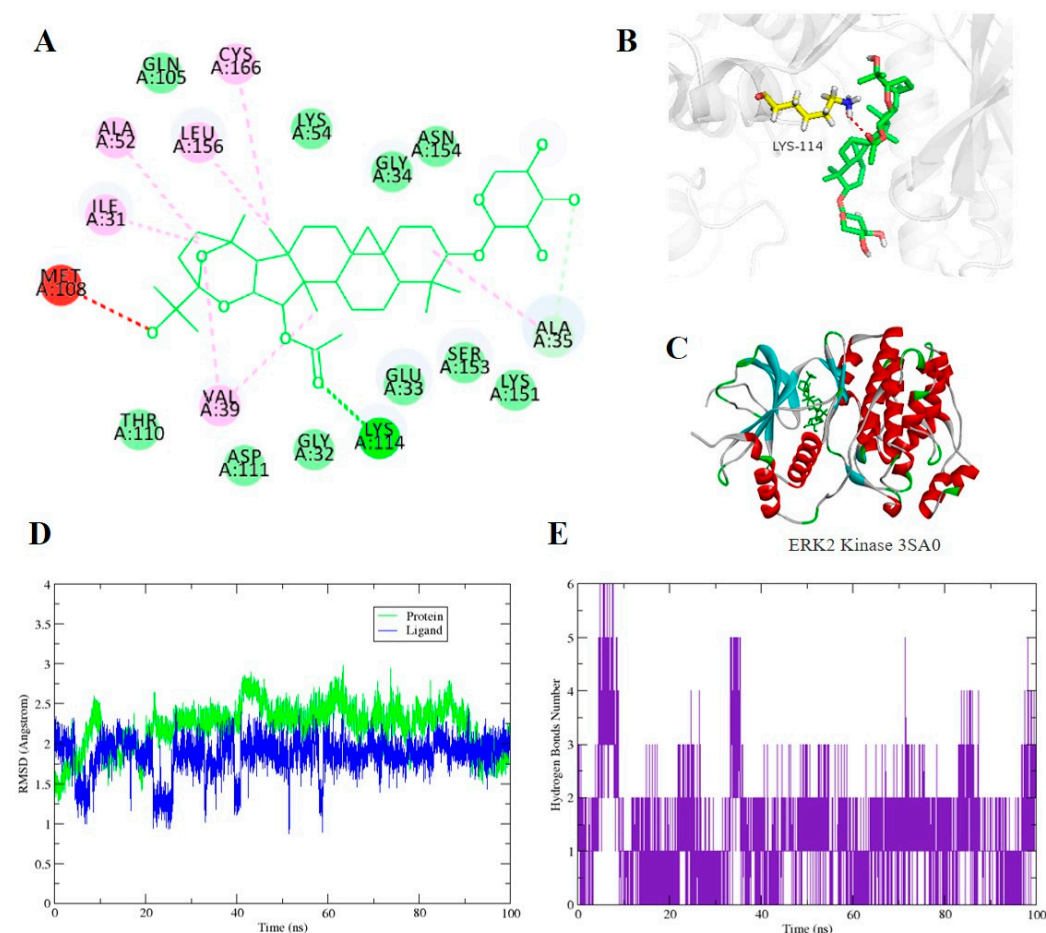 A
GLN
A:105
CYS
A:166
ALA
A:52
LEU
A:156
LYS
A:54
ASN
A:154
GLY
A:34
ILE
A:31
MET
A:108
ALA
A:35
VAL
A:39
GLU
A:33
SER
A:153
LYS
A:151
THR
A:110
ASP
A:111
GLY
A:32
LYS
A:114
B
LYS-114
C
ERK2 Kinase 3SA0
D
4
3.5
3
2.5
2
1.5
1
0.5
0
RMSD (Angstrom)
Protein
Ligand
0 20 40 60 80 100
Time (ns)
E
6
5
4
3
2
1
0
Hydrogen Bonds Number
0 20 40 60 80 100
Time (ns)